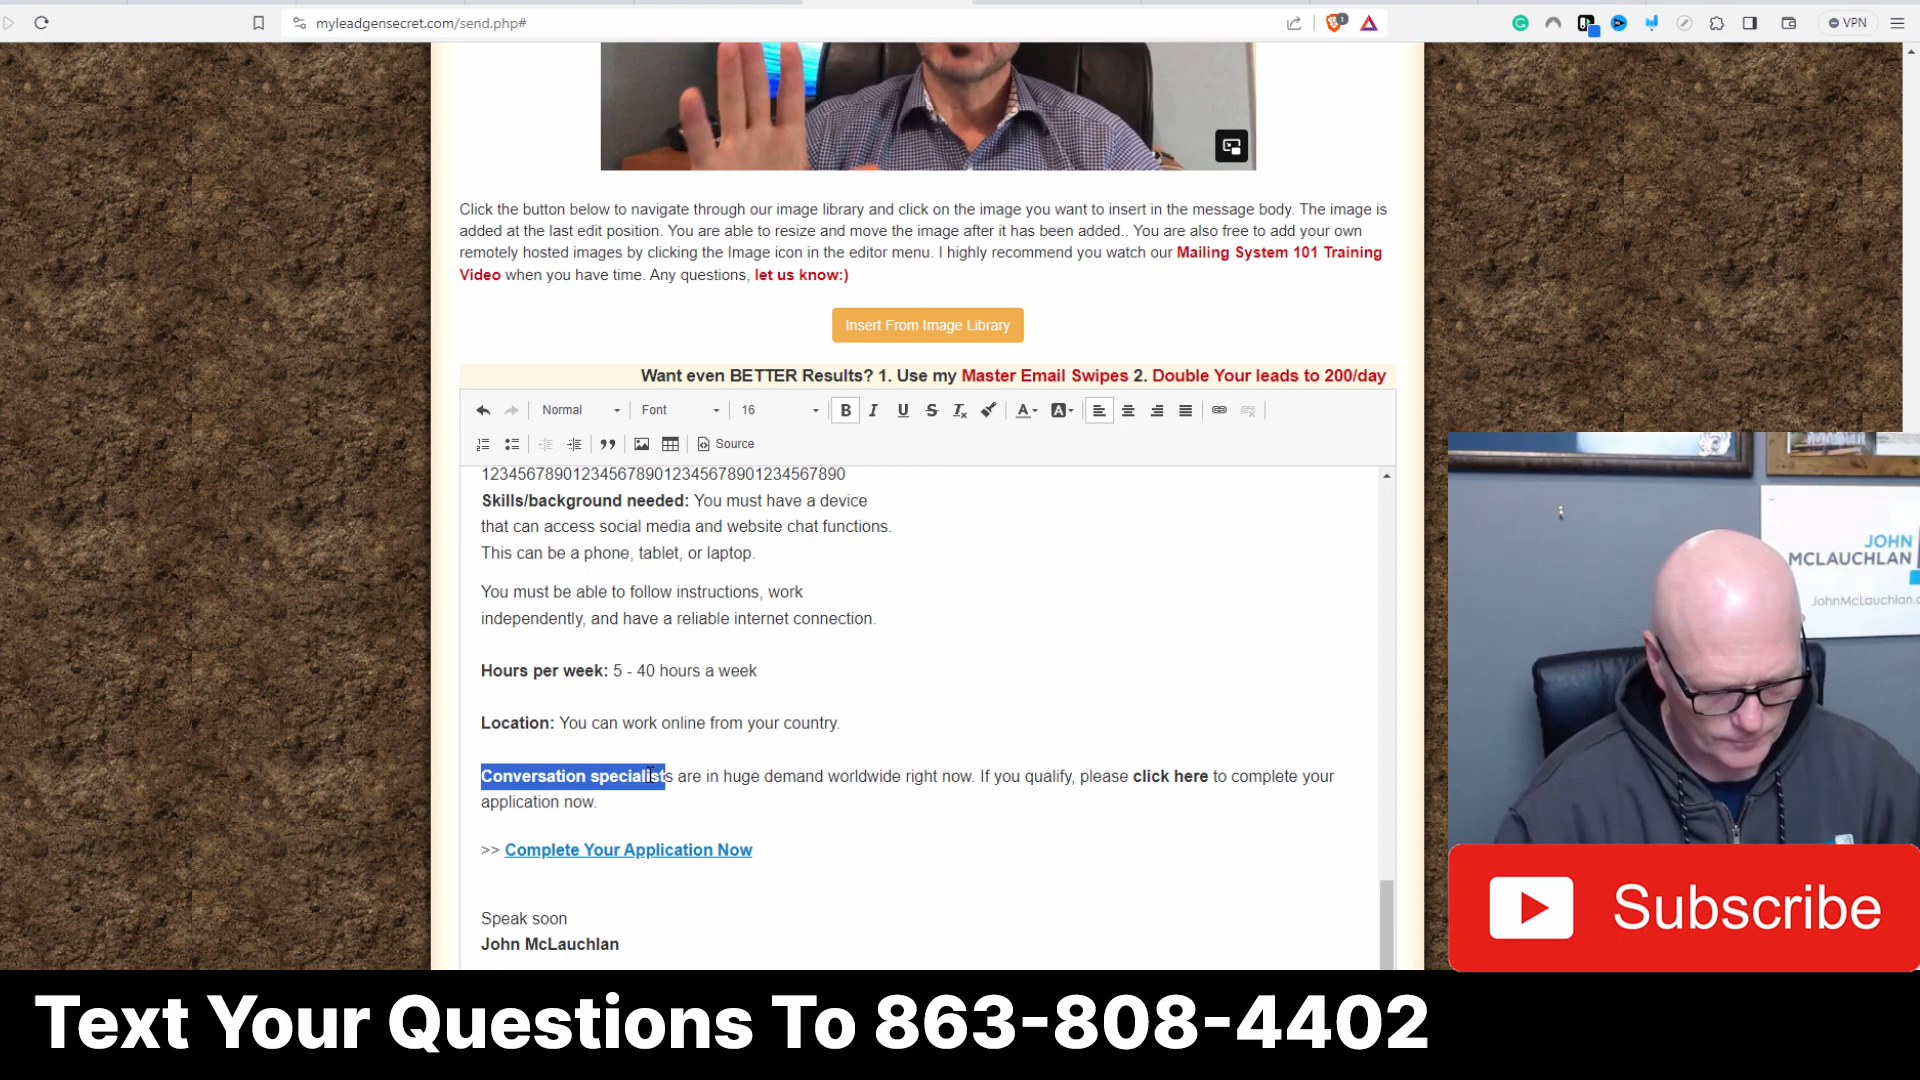 myleadgensecret.com/send.php#
VPN
Click the button below to navigate through our image library and click on the image you want to insert in the message body. The image is
added at the last edit position. You are able to resize and move the image after it has been added.. You are also free to add your own
remotely hosted images by clicking the Image icon in the editor menu. I highly recommend you watch our Mailing System 101 Training
Video when you have time. Any questions, let us know:)
Insert From Image Library
Want even BETTER Results? 1. Use my Master Email Swipes 2. Double Your leads to 200/day
Normal Font 16
Source
1234567890123456789012345678901234567890
Skills/background needed: You must have a device
that can access social media and website chat functions.
This can be a phone, tablet, or laptop.
You must be able to follow instructions, work
independently, and have a reliable internet connection.
Hours per week: 5 - 40 hours a week
Location: You can work online from your country.
Conversation specialists are in huge demand worldwide right now. If you qualify, please click here to complete your
application now.
>> Complete Your Application Now
Speak soon
John McLauchlan
JOHN
MCLAUCHLAN
JohnMcLauchlan.c
Subscribe
Text Your Questions To 863-808-4402